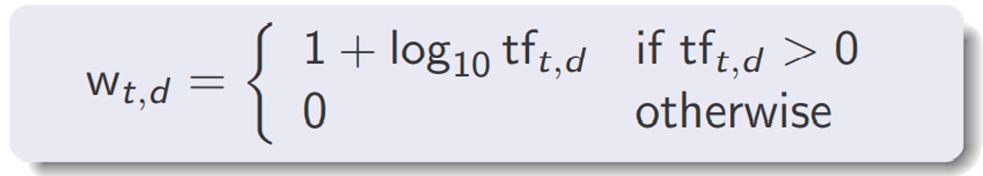 w_{t,d} = { 1 + log_{10} tf_{t,d} if tf_{t,d} > 0
0 otherwise